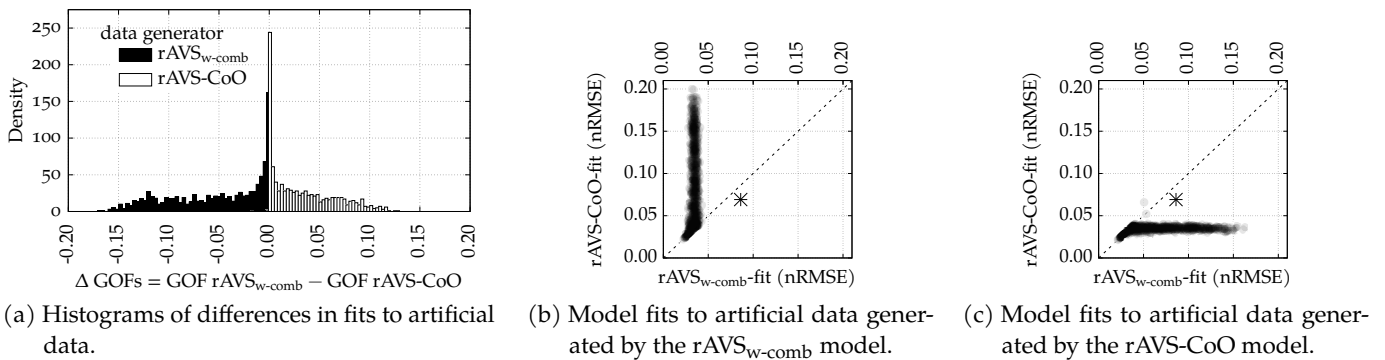 250
200
150
100
50
0
Density
data generator
rAVSw-comb
rAVS-CoO
-0.20
-0.15
-0.10
-0.05
0.00
0.05
0.10
0.15
0.20
Δ GOFs = GOF rAVSw-comb − GOF rAVS-CoO
(a) Histograms of differences in fits to artificial
data.
0.00
0.05
0.10
0.15
0.20
rAVS-CoO-fit (nRMSE)
0.20
0.15
0.10
0.05
0.00
rAVSw-comb-fit (nRMSE)
(b) Model fits to artificial data gener-
ated by the rAVSw-comb model.
0.00
0.05
0.10
0.15
0.20
rAVS-CoO-fit (nRMSE)
0.20
0.15
0.10
0.05
0.00
rAVSw-comb-fit (nRMSE)
(c) Model fits to artificial data gener-
ated by the rAVS-CoO model.